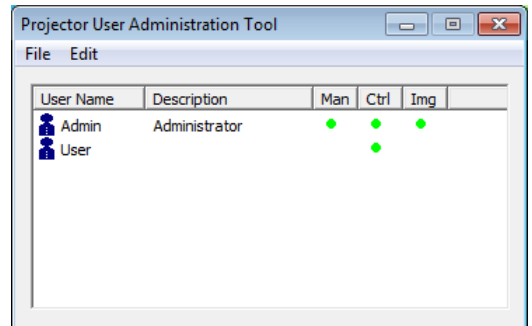 Projector User Administration Tool
File Edit
User Name Description Man Ctrl Img
Admin Administrator
User